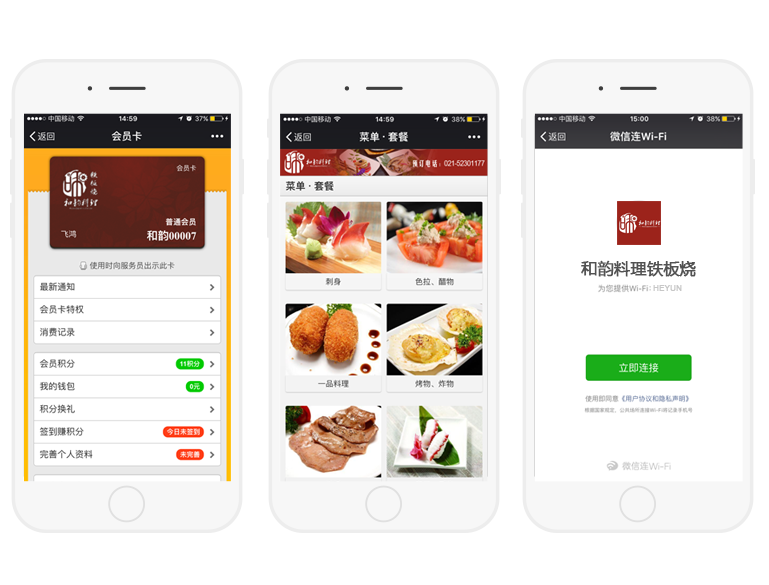 中国移动
14:59
37%
返回
会员卡
会员卡
铁板烧
和韵料理
普通会员
飞鸿
和韵00007
使用时向服务员出示此卡
最新通知
会员卡特权
消费记录
会员积分
11积分
我的钱包
0元
积分换礼
签到赚积分
今日未签到
完善个人资料
未完善
中国移动
14:59
38%
返回
菜单·套餐
和韵料理
预订电话：021-52301177
菜单·套餐
刺身
色拉、醋物
一品料理
烤物、炸物
中国移动
15:00
38%
返回
微信连Wi-Fi
和韵料理
和韵料理铁板烧
为您提供Wi-Fi: HEYUN
立即连接
使用即同意《用户协议和隐私声明》
根据国家规定，公共场所连接Wi-Fi将记录手机号
微信连Wi-Fi